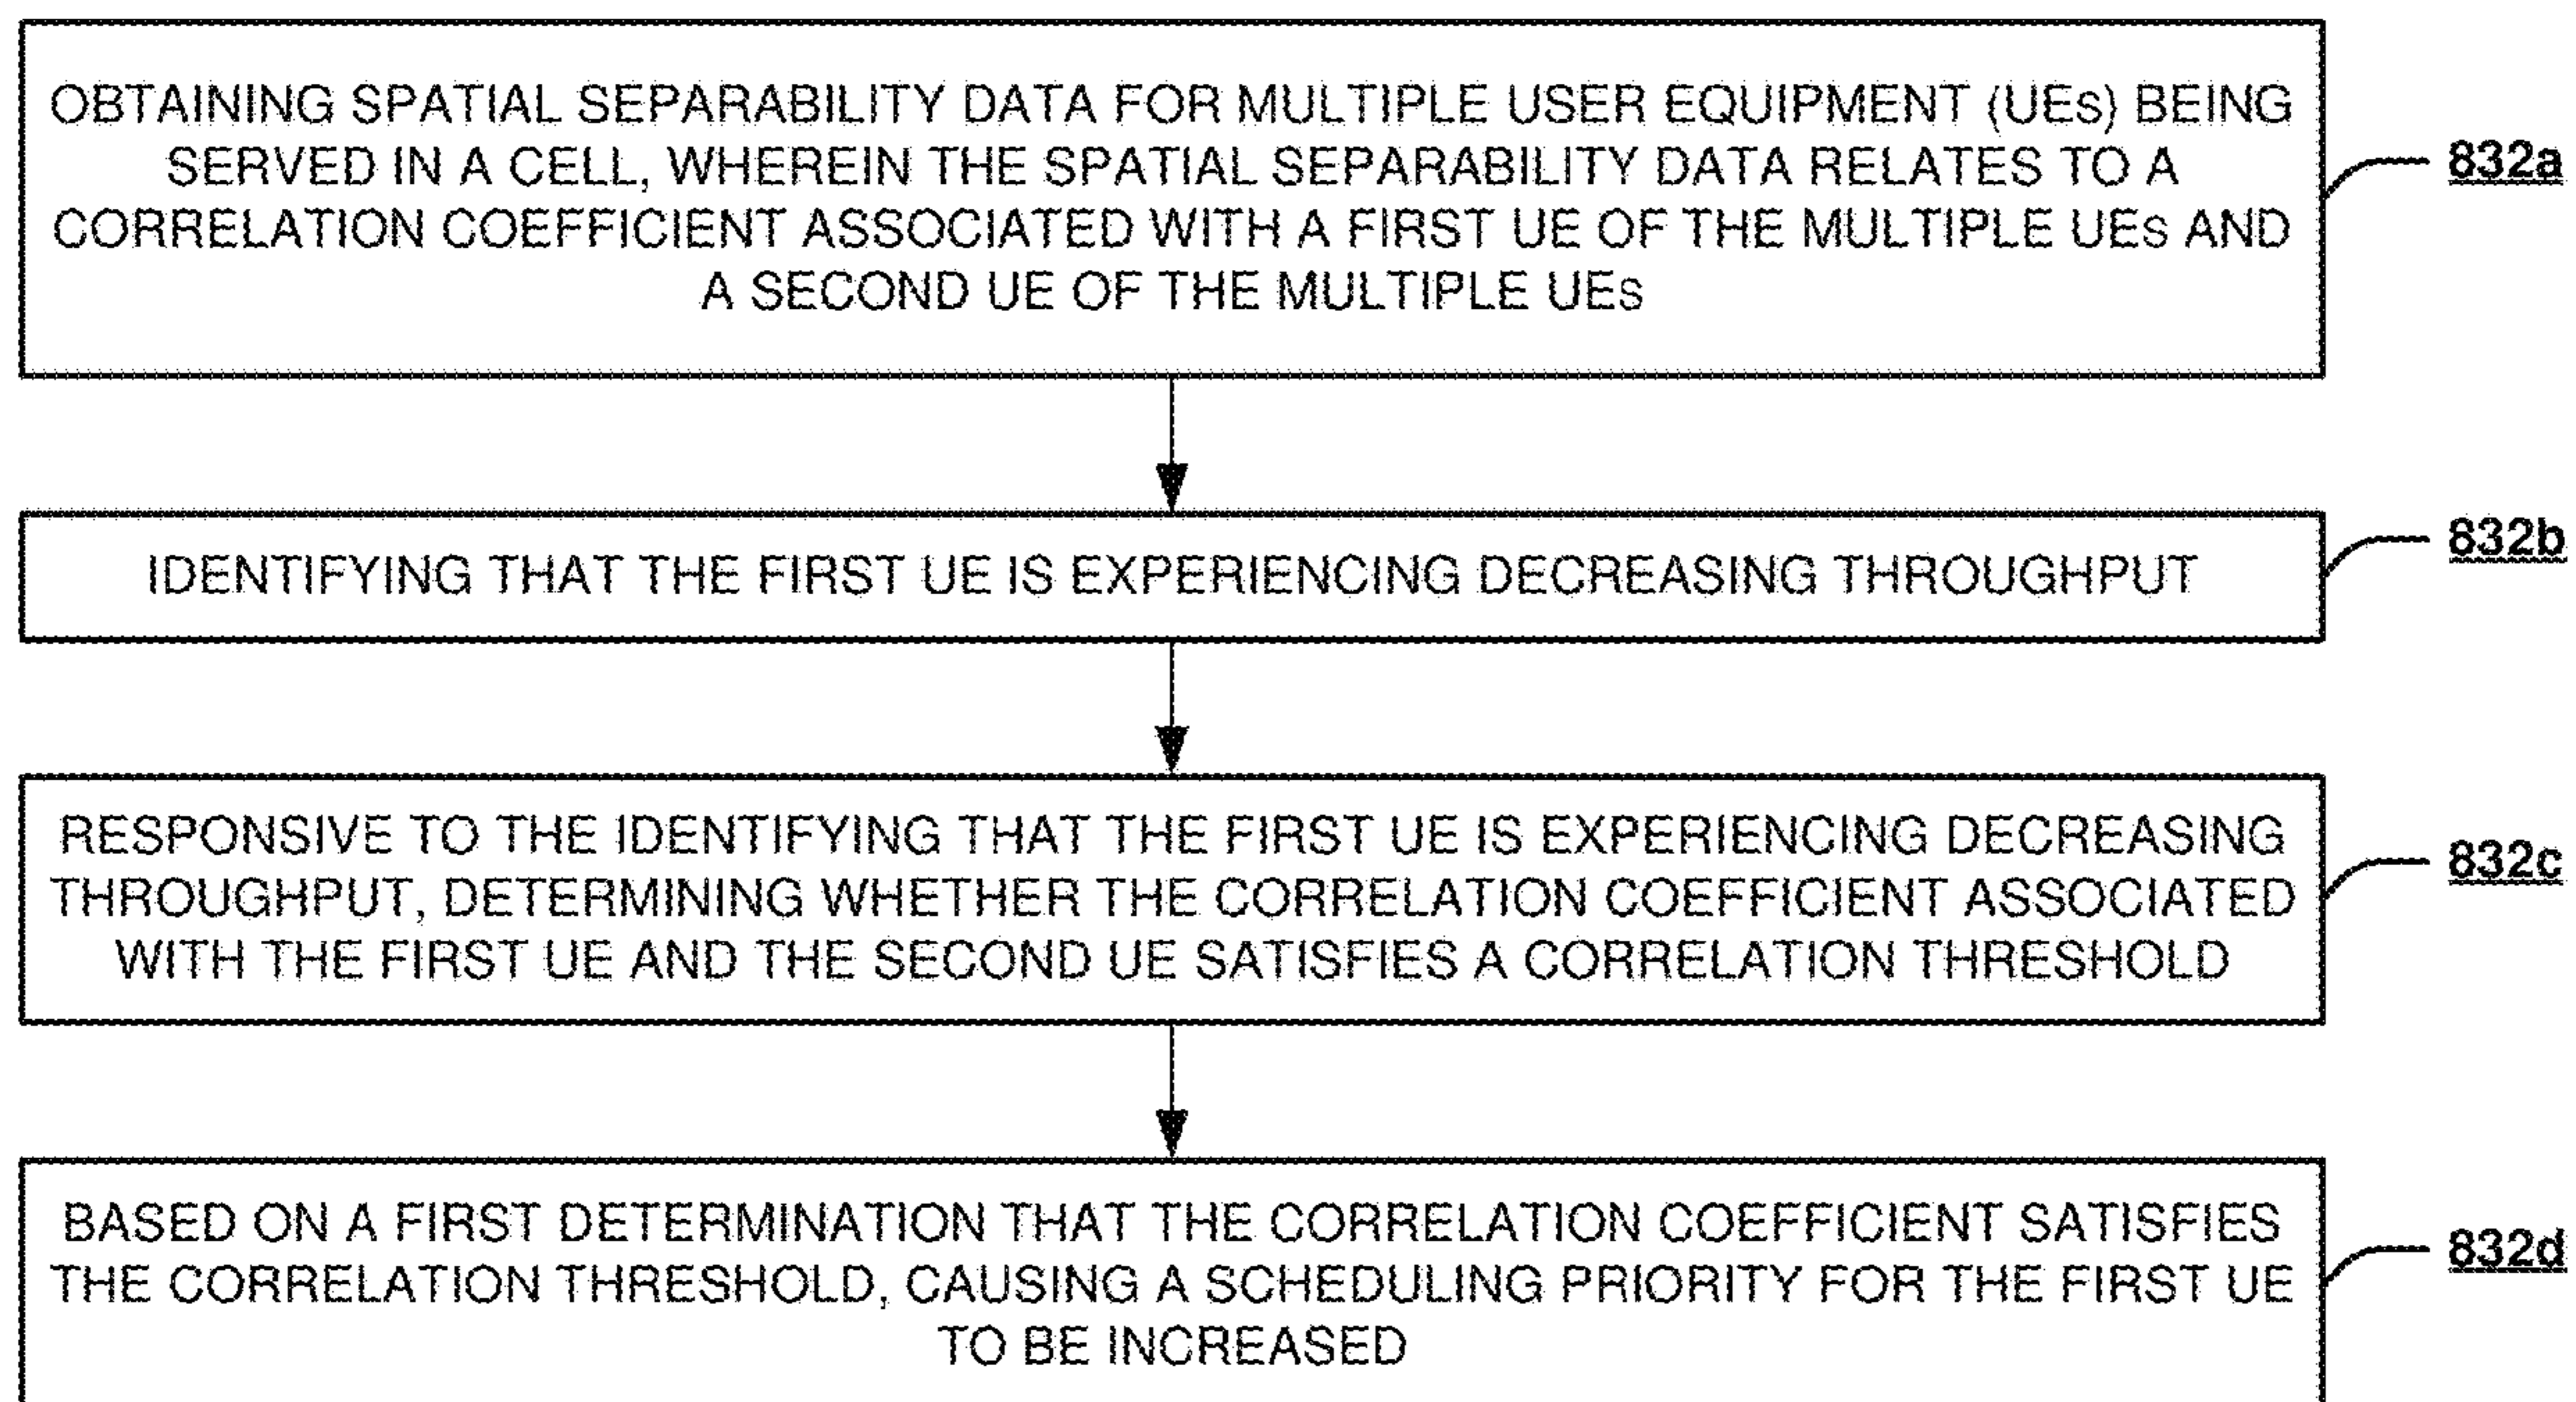 OBTAINING SPATIAL SEPARABILITY DATA FOR MULTIPLE USER EQUIPMENT (UEs) BEING
SERVED IN A CELL, WHEREIN THE SPATIAL SEPARABILITY DATA RELATES TO A
CORRELATION COEFFICIENT ASSOCIATED WITH A FIRST UE OF THE MULTIPLE UEs AND
A SECOND UE OF THE MULTIPLE UEs
832a
IDENTIFYING THAT THE FIRST UE IS EXPERIENCING DECREASING THROUGHPUT
832b
RESPONSIVE TO THE IDENTIFYING THAT THE FIRST UE IS EXPERIENCING DECREASING
THROUGHPUT, DETERMINING WHETHER THE CORRELATION COEFFICIENT ASSOCIATED
WITH THE FIRST UE AND THE SECOND UE SATISFIES A CORRELATION THRESHOLD
832c
BASED ON A FIRST DETERMINATION THAT THE CORRELATION COEFFICIENT SATISFIES
THE CORRELATION THRESHOLD, CAUSING A SCHEDULING PRIORITY FOR THE FIRST UE
TO BE INCREASED
832d